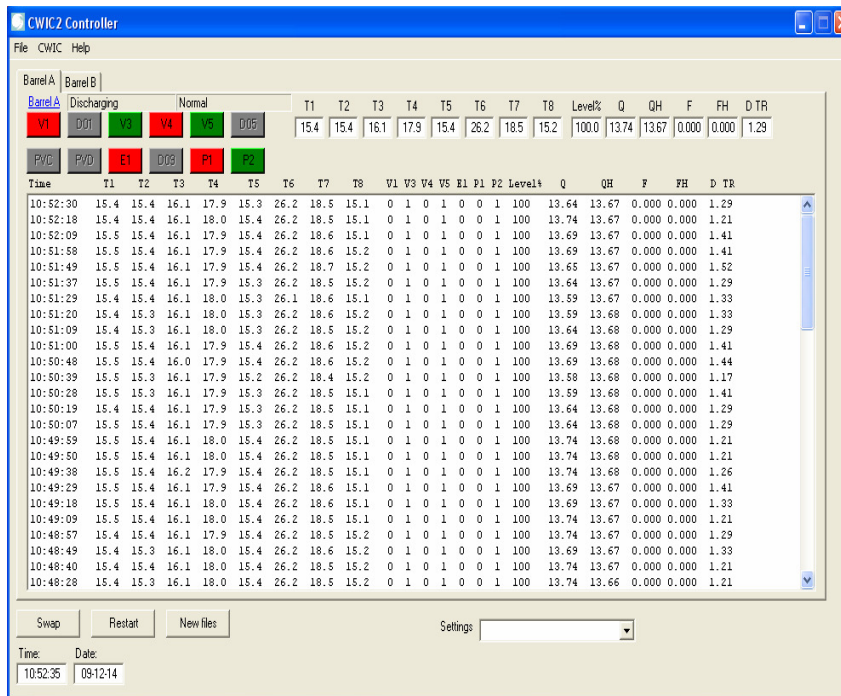 CWIC2 Controller
File CWIC Help
Barrel A Barrel B
Barrel A Discharging Normal T1 T2 T3 T4 T5 T6 T7 T8 Level% Q QH F FH D TR
V1 DO1 V3 V4 V5 DO5 15.4 15.4 16.1 17.9 15.4 26.2 18.5 15.2 100.0 13.74 13.67 0.000 0.000 1.29
PVC PVD E1 DO9 P1 P2
Time T1 T2 T3 T4 T5 T6 T7 T8 V1 V3 V4 V5 E1 P1 P2 Level% Q QH F FH D TR
10:52:30 15.4 15.4 16.1 17.9 15.3 26.2 18.5 15.1 0 1 0 1 0 0 1 100 13.64 13.67 0.000 0.000 1.29
10:52:18 15.4 15.4 16.1 18.0 15.4 26.2 18.5 15.1 0 1 0 1 0 0 1 100 13.74 13.67 0.000 0.000 1.21
10:52:09 15.5 15.4 16.1 17.9 15.4 26.2 18.6 15.1 0 1 0 1 0 0 1 100 13.69 13.67 0.000 0.000 1.41
10:51:58 15.5 15.4 16.1 17.9 15.4 26.2 18.6 15.2 0 1 0 1 0 0 1 100 13.69 13.67 0.000 0.000 1.41
10:51:49 15.5 15.4 16.1 17.9 15.4 26.2 18.7 15.2 0 1 0 1 0 0 1 100 13.65 13.67 0.000 0.000 1.52
10:51:37 15.5 15.4 16.1 17.9 15.3 26.2 18.5 15.2 0 1 0 1 0 0 1 100 13.64 13.67 0.000 0.000 1.29
10:51:29 15.4 15.4 16.1 18.0 15.3 26.1 18.6 15.1 0 1 0 1 0 0 1 100 13.59 13.67 0.000 0.000 1.33
10:51:20 15.4 15.3 16.1 18.0 15.3 26.2 18.6 15.2 0 1 0 1 0 0 1 100 13.59 13.68 0.000 0.000 1.33
10:51:09 15.4 15.3 16.1 18.0 15.3 26.2 18.5 15.2 0 1 0 1 0 0 1 100 13.64 13.68 0.000 0.000 1.29
10:51:00 15.5 15.4 16.1 17.9 15.4 26.2 18.6 15.1 0 1 0 1 0 0 1 100 13.69 13.68 0.000 0.000 1.41
10:50:48 15.5 15.4 16.0 17.9 15.4 26.2 18.6 15.2 0 1 0 1 0 0 1 100 13.69 13.68 0.000 0.000 1.44
10:50:39 15.5 15.3 16.1 17.9 15.2 26.2 18.4 15.2 0 1 0 1 0 0 1 100 13.58 13.68 0.000 0.000 1.17
10:50:28 15.5 15.3 16.1 17.9 15.3 26.2 18.6 15.1 0 1 0 1 0 0 1 100 13.59 13.68 0.000 0.000 1.41
10:50:19 15.4 15.4 16.1 17.9 15.3 26.2 18.5 15.1 0 1 0 1 0 0 1 100 13.64 13.68 0.000 0.000 1.29
10:50:07 15.5 15.4 16.1 17.9 15.3 26.2 18.5 15.1 0 1 0 1 0 0 1 100 13.64 13.68 0.000 0.000 1.29
10:49:59 15.5 15.4 16.1 18.0 15.4 26.2 18.5 15.1 0 1 0 1 0 0 1 100 13.74 13.68 0.000 0.000 1.21
10:49:50 15.5 15.4 16.1 18.0 15.4 26.2 18.5 15.1 0 1 0 1 0 0 1 100 13.74 13.68 0.000 0.000 1.21
10:49:38 15.5 15.4 16.2 17.9 15.4 26.2 18.5 15.1 0 1 0 1 0 0 1 100 13.74 13.68 0.000 0.000 1.26
10:49:29 15.5 15.4 16.1 17.9 15.4 26.2 18.6 15.1 0 1 0 1 0 0 1 100 13.69 13.67 0.000 0.000 1.41
10:49:18 15.5 15.4 16.1 18.0 15.4 26.2 18.6 15.1 0 1 0 1 0 0 1 100 13.69 13.67 0.000 0.000 1.33
10:49:09 15.5 15.4 16.1 18.0 15.4 26.2 18.5 15.1 0 1 0 1 0 0 1 100 13.74 13.67 0.000 0.000 1.21
10:48:57 15.4 15.4 16.1 17.9 15.4 26.2 18.5 15.2 0 1 0 1 0 0 1 100 13.74 13.67 0.000 0.000 1.29
10:48:49 15.4 15.3 16.1 18.0 15.4 26.2 18.6 15.2 0 1 0 1 0 0 1 100 13.69 13.67 0.000 0.000 1.33
10:48:40 15.4 15.4 16.1 18.0 15.4 26.2 18.5 15.2 0 1 0 1 0 0 1 100 13.74 13.67 0.000 0.000 1.21
10:48:28 15.4 15.3 16.1 18.0 15.4 26.2 18.5 15.2 0 1 0 1 0 0 1 100 13.74 13.66 0.000 0.000 1.21
Swap Restart New files Settings
Time: Date:
10:52:35 09-12-14